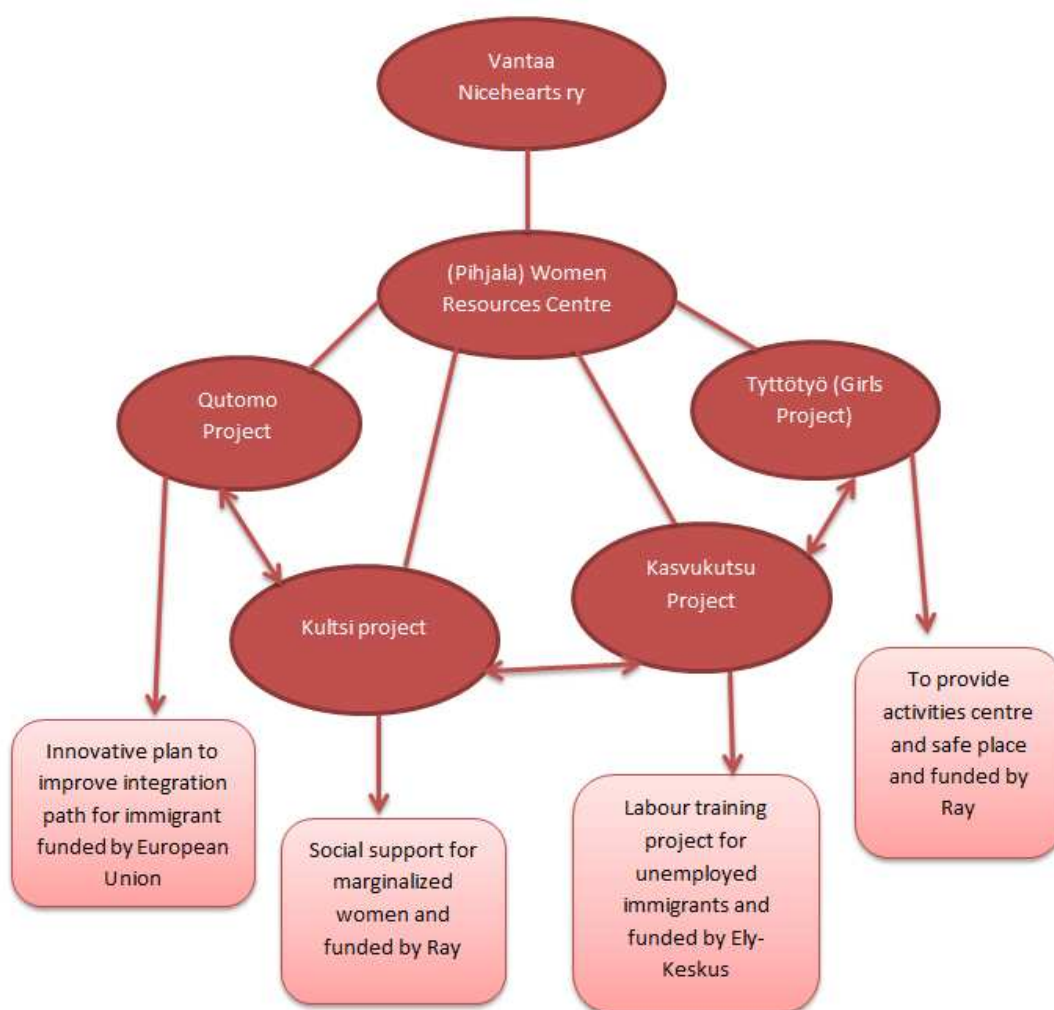 Vantaa
Nicehearts ry
(Pihjala) Women
Resources Centre
Qutomo
Project
Tyttötyö (Girls
Project)
Kultsi project
Kasvukutsu
Project
Innovative plan to
improve integration
path for immigrant
funded by European
Union
Social support for
marginalized
women and
funded by Ray
Labour training
project for
unemployed
immigrants and
funded by Ely-
Keskus
To provide
activities centre
and safe place
and funded by
Ray